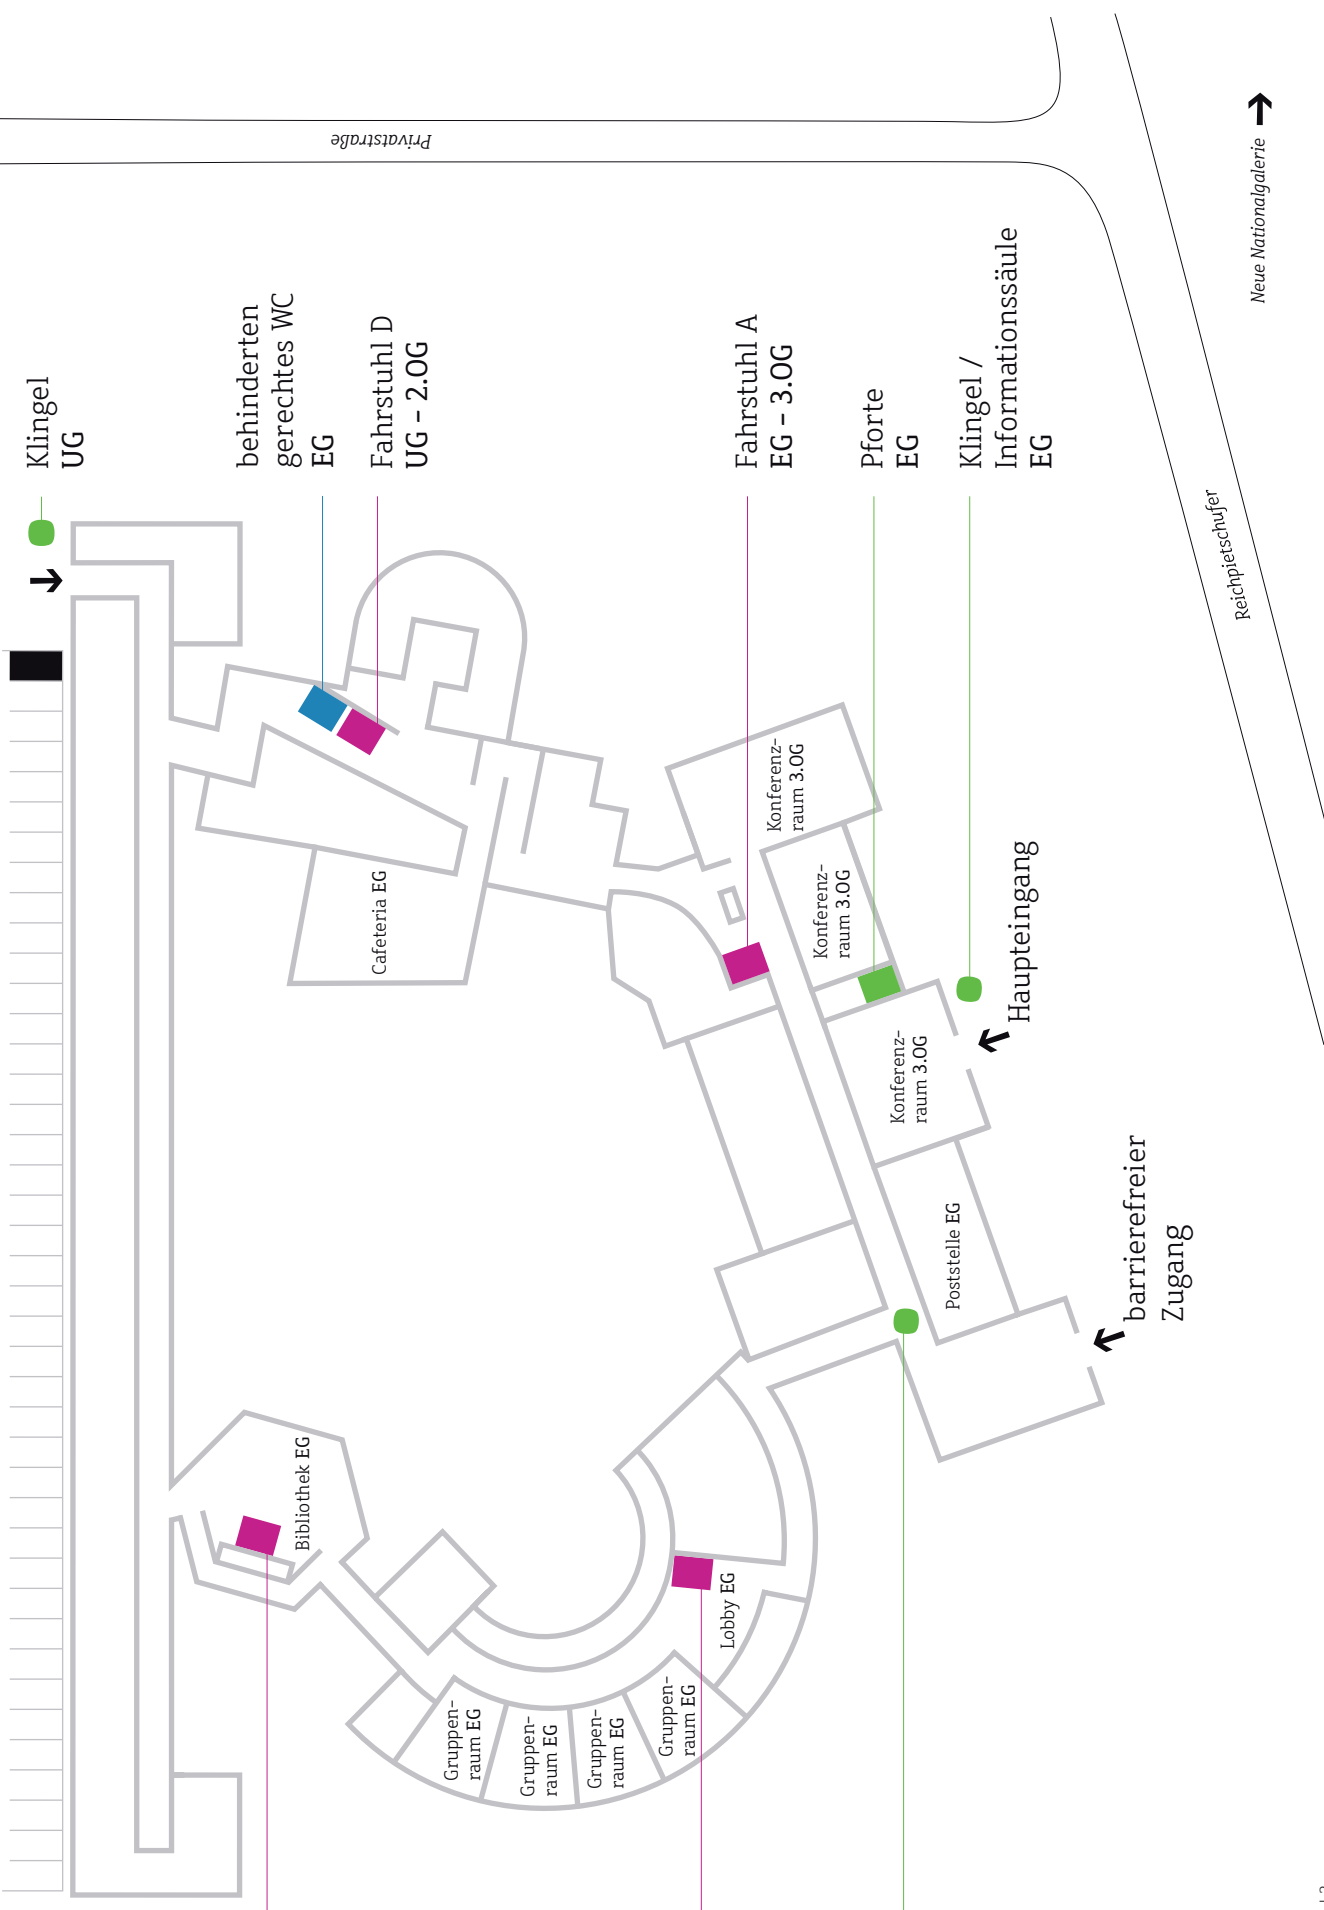 Privatstraße
Neue Nationalgalerie
Reichpietschufer
Klingel
UG
behinderten
gerechtes WC
EG
Fahrstuhl D
UG – 2.OG
Fahrstuhl A
EG – 3.OG
Pforte
EG
Klingel /
Informationssäule
EG
Konferenz-
raum 3.OG
Konferenz-
raum 3.OG
Konferenz-
raum 3.OG
Cafeteria EG
Haupteingang
Poststelle EG
barrierefreier
Zugang
Bibliothek EG
Lobby EG
Gruppen-
raum EG
Gruppen-
raum EG
Gruppen-
raum EG
Gruppen-
raum EG